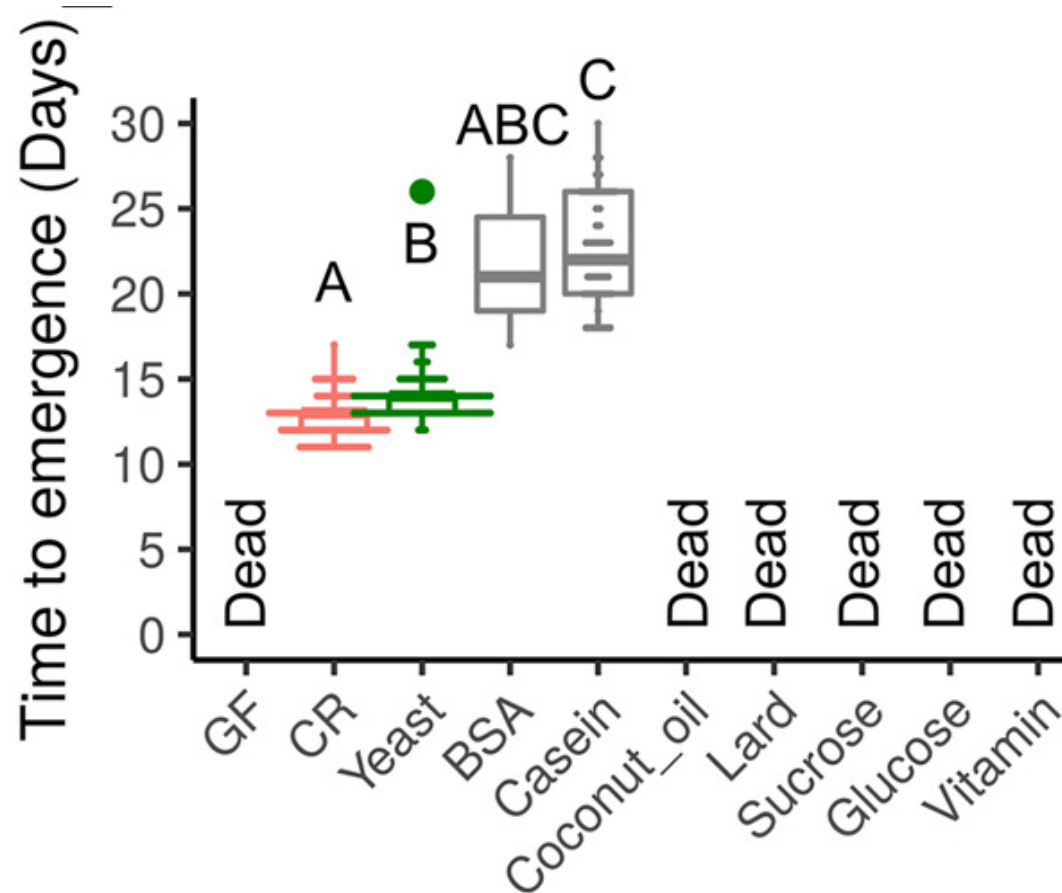 Time to emergence (Days)
30
25
20
15
10
5
0
A
B
ABC
C
Dead
Dead
Dead
Dead
Dead
Dead
GF
CR
Yeast
BSA
Casein
Coconut_oil
Lard
Sucrose
Glucose
Vitamin